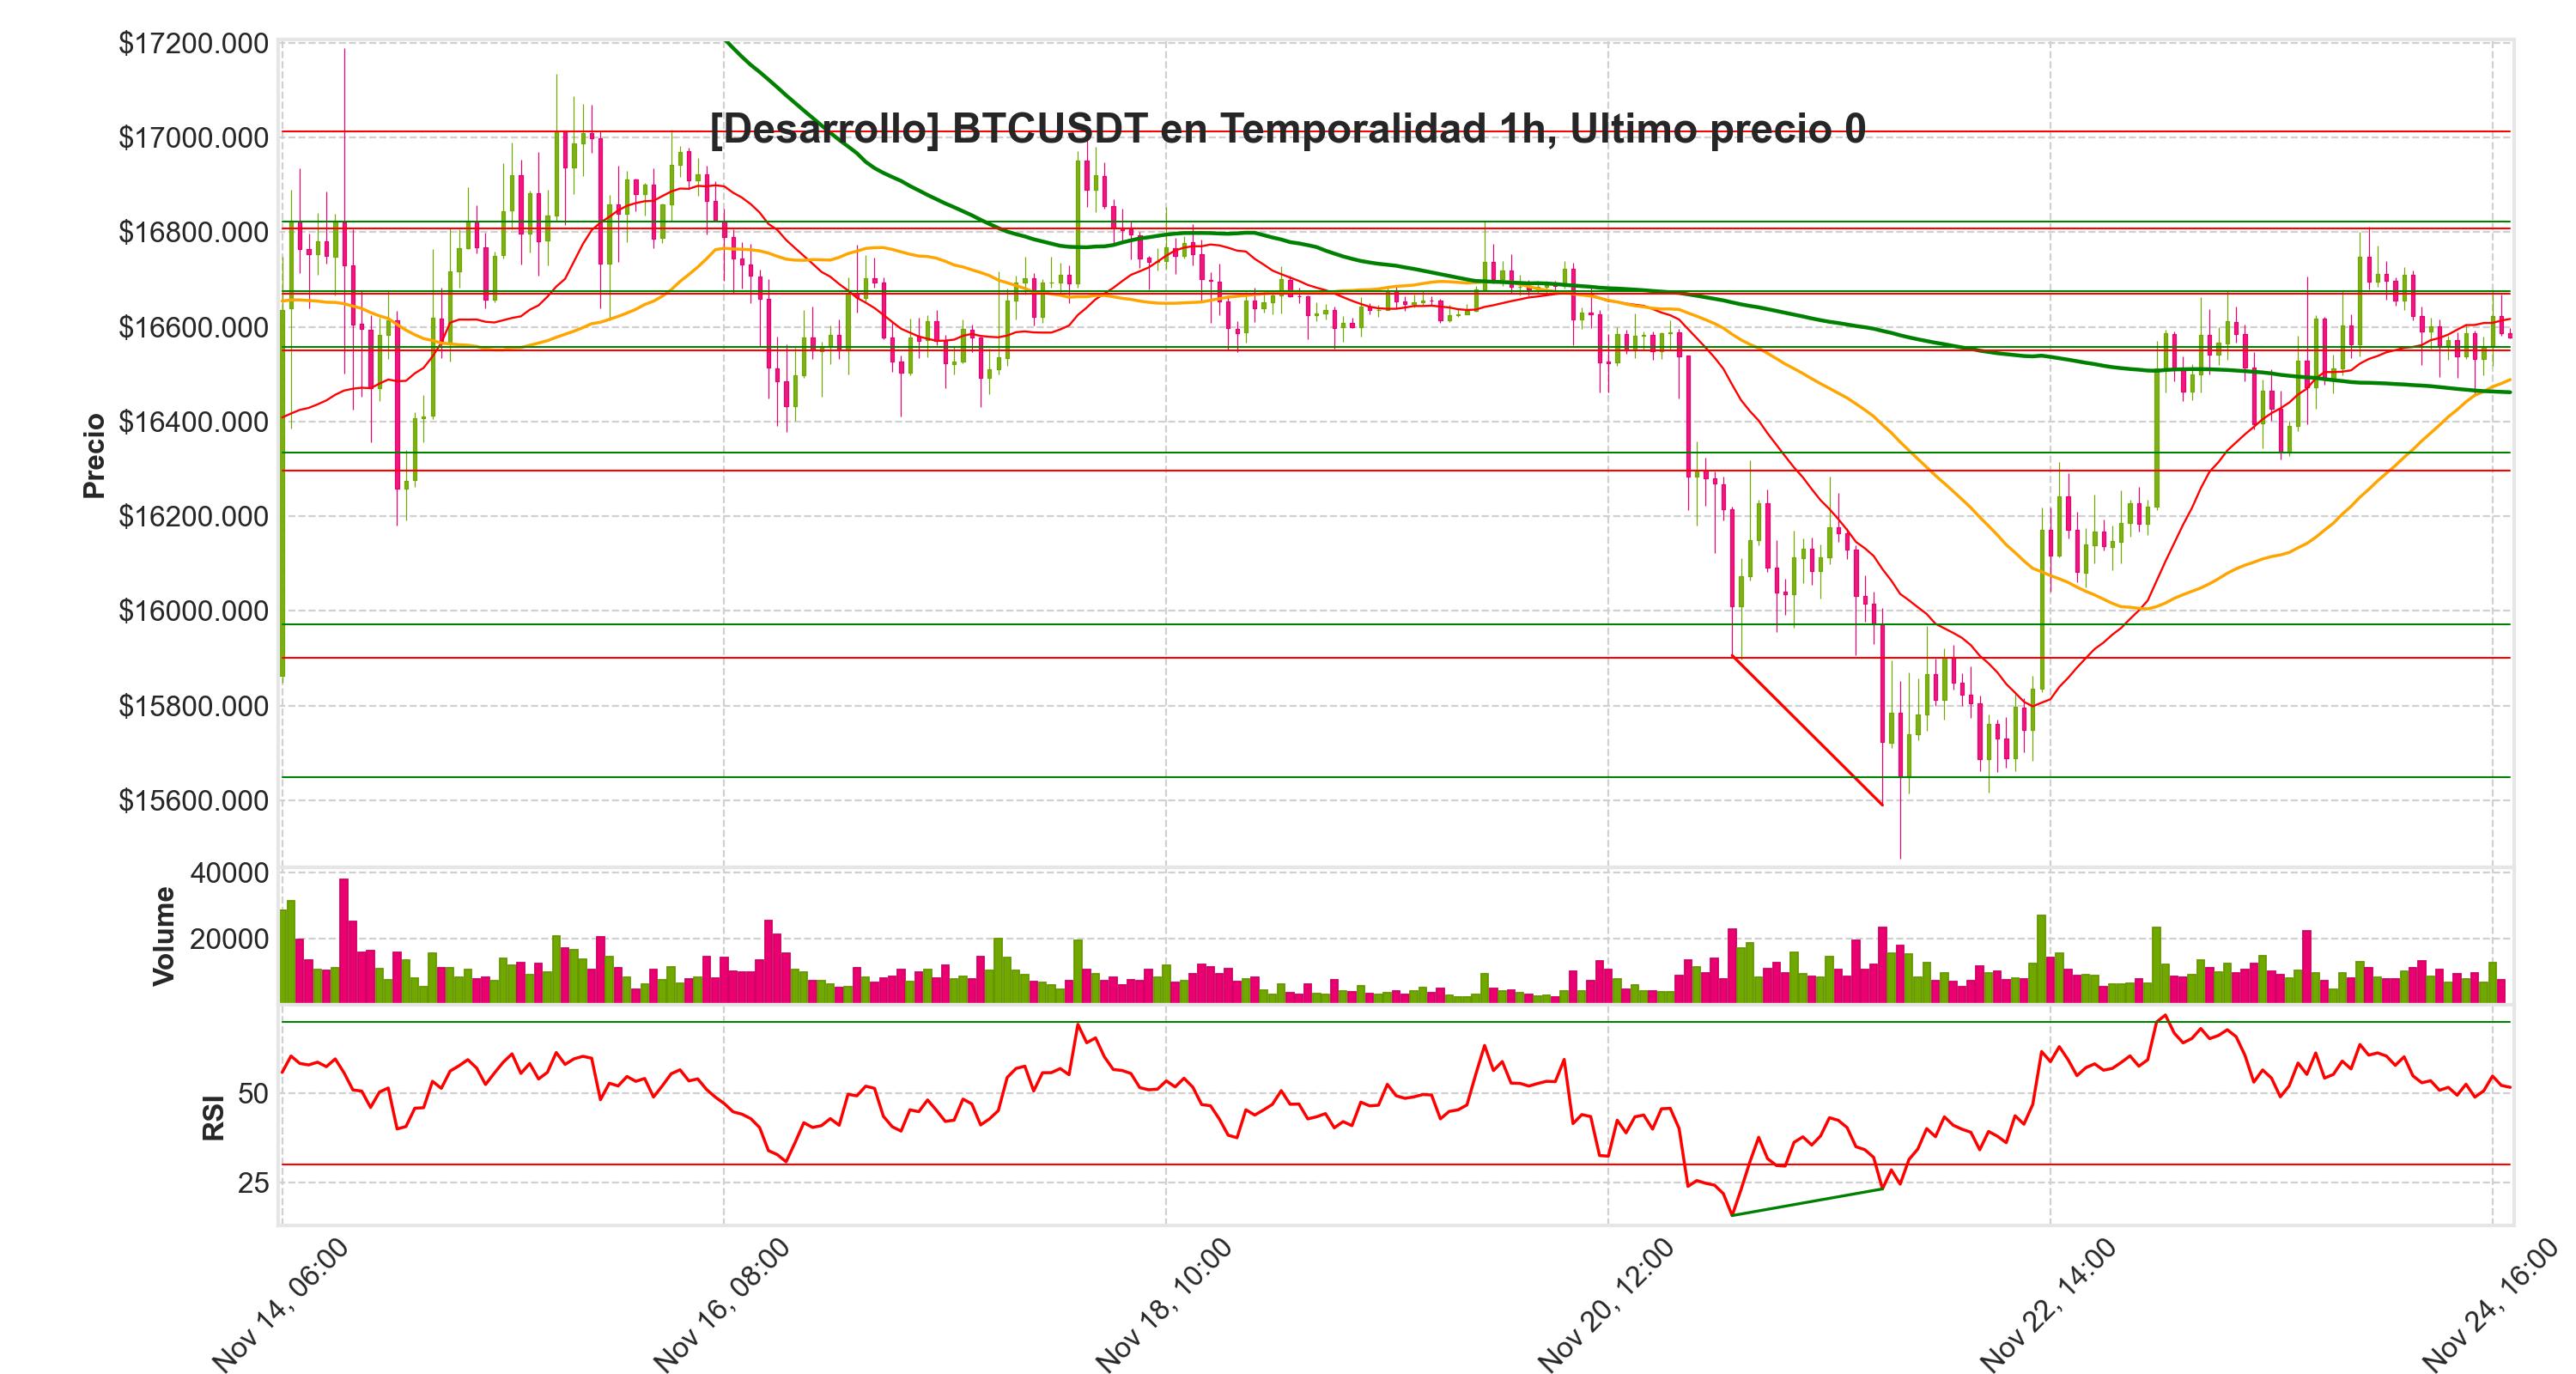 [Desarrollo] BTCUSDT en Temporalidad 1h, Ultimo precio 0
Precio
$17200.000
$17000.000
$16800.000
$16600.000
$16400.000
$16200.000
$16000.000
$15800.000
$15600.000
Volume
40000
20000
RSI
50
25
Nov 14, 06:00
Nov 16, 08:00
Nov 18, 10:00
Nov 20, 12:00
Nov 22, 14:00
Nov 24, 16:00